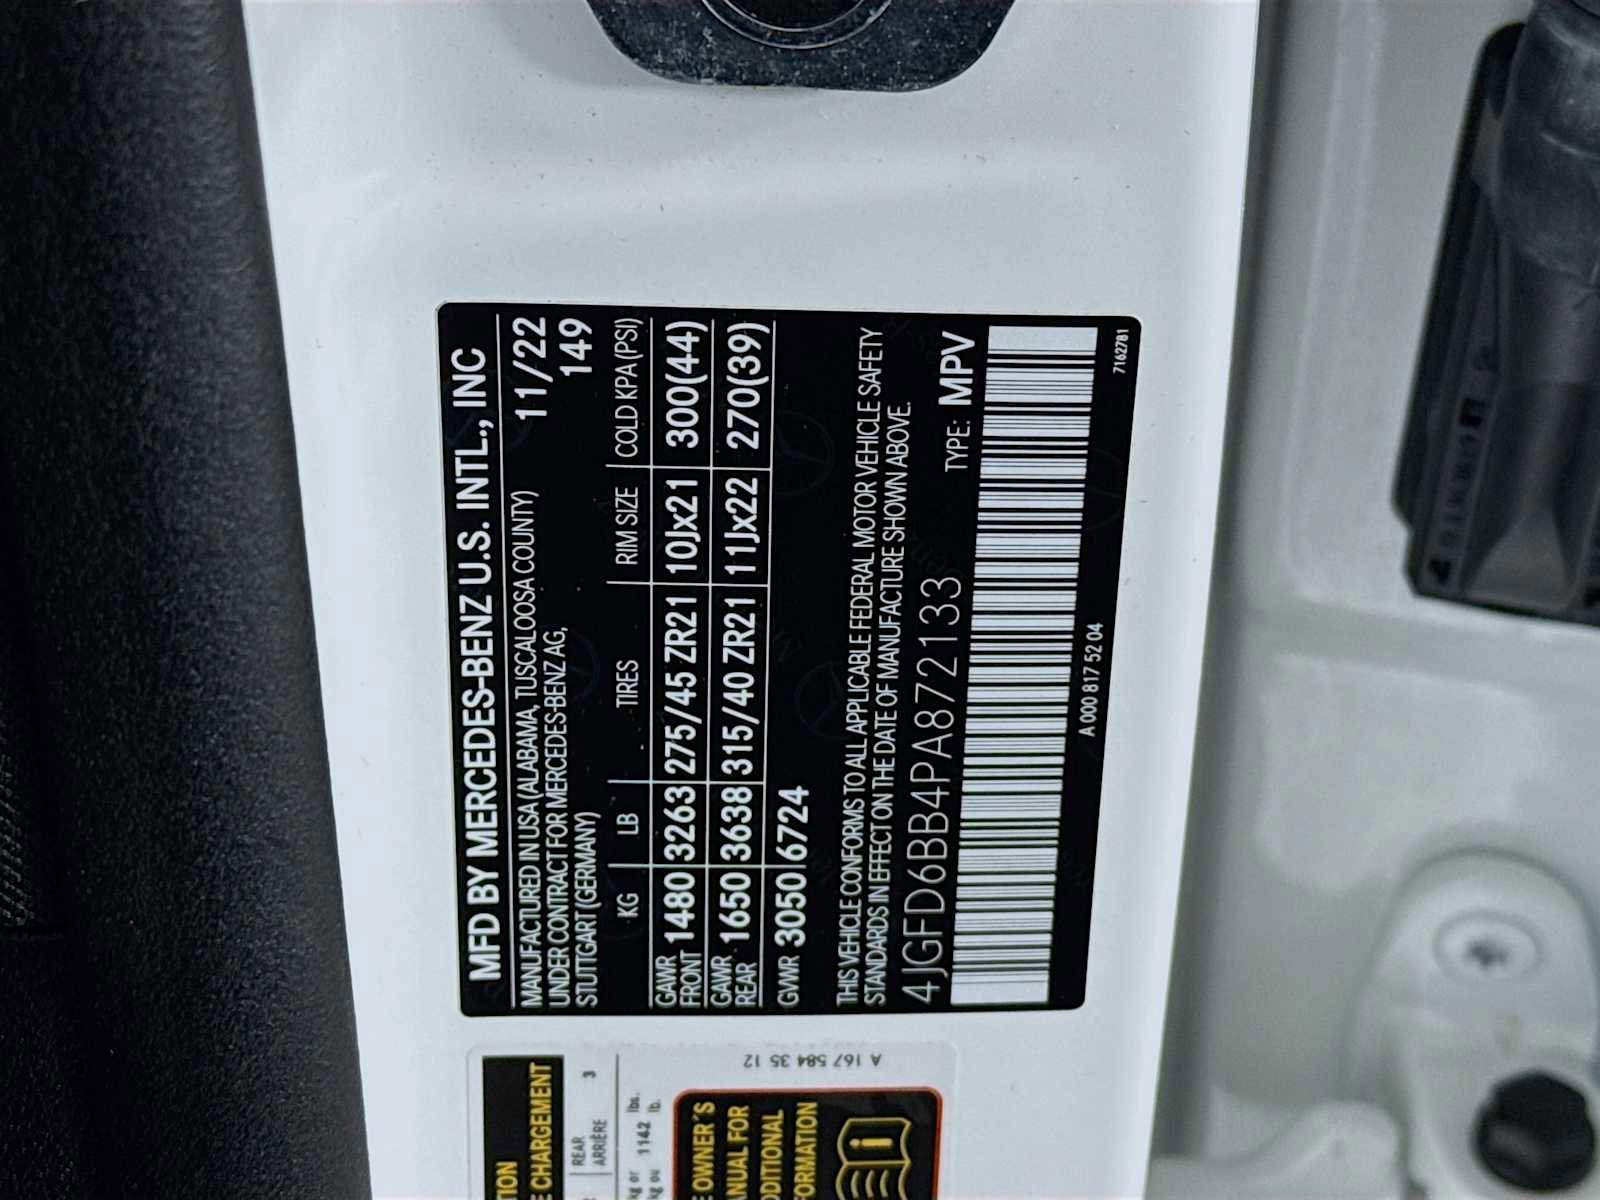 MFD BY MERCEDES-BENZ U.S. INTL., INC
MANUFACTURED IN USA (ALABAMA, TUSCALOOSA COUNTY) 11/22
UNDER CONTRACT FOR MERCEDES-BENZ AG, 149
STUTTGART (GERMANY)
KG LB TIRES RIM SIZE COLD KPA (PSI)
GAWR FRONT 1480 3263 275/45 ZR21 10Jx21 300(44)
GAWR REAR 1650 3638 315/40 ZR21 11Jx22 270(39)
GVWR 3050 6724
THIS VEHICLE CONFORMS TO ALL APPLICABLE FEDERAL MOTOR VEHICLE SAFETY
STANDARDS IN EFFECT ON THE DATE OF MANUFACTURE SHOWN ABOVE.
4JGFD6BB4PA872133 TYPE: MPV
A 000 817 52 04
7162781
A 167 584 35 12
CHARGEMENT
REAR 3
ARRIÈRE
kg or 1142 lbs.
kg ou lb.
OWNER'S
FOR